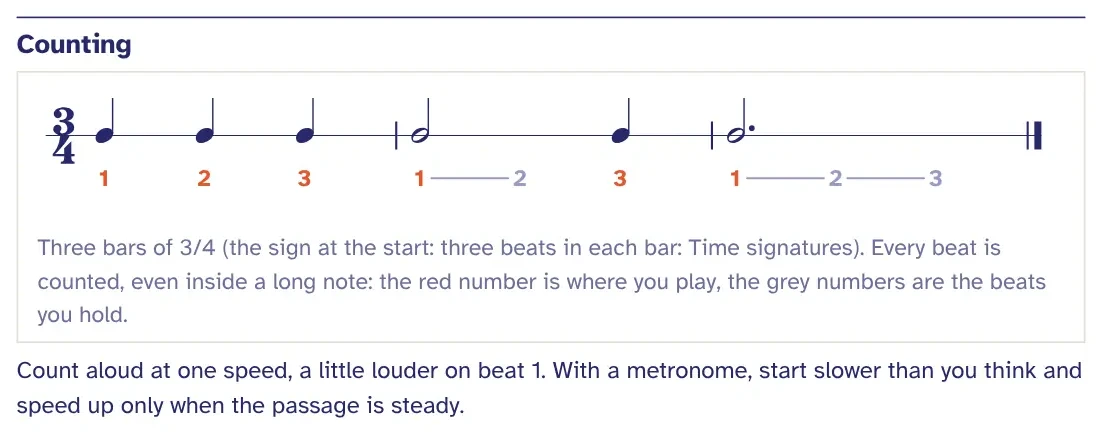 Counting
3
4
1 2 3 1 2 3 1 2 3
Three bars of 3/4 (the sign at the start: three beats in each bar: Time signatures). Every beat is
counted, even inside a long note: the red number is where you play, the grey numbers are the beats
you hold.
Count aloud at one speed, a little louder on beat 1. With a metronome, start slower than you think and
speed up only when the passage is steady.